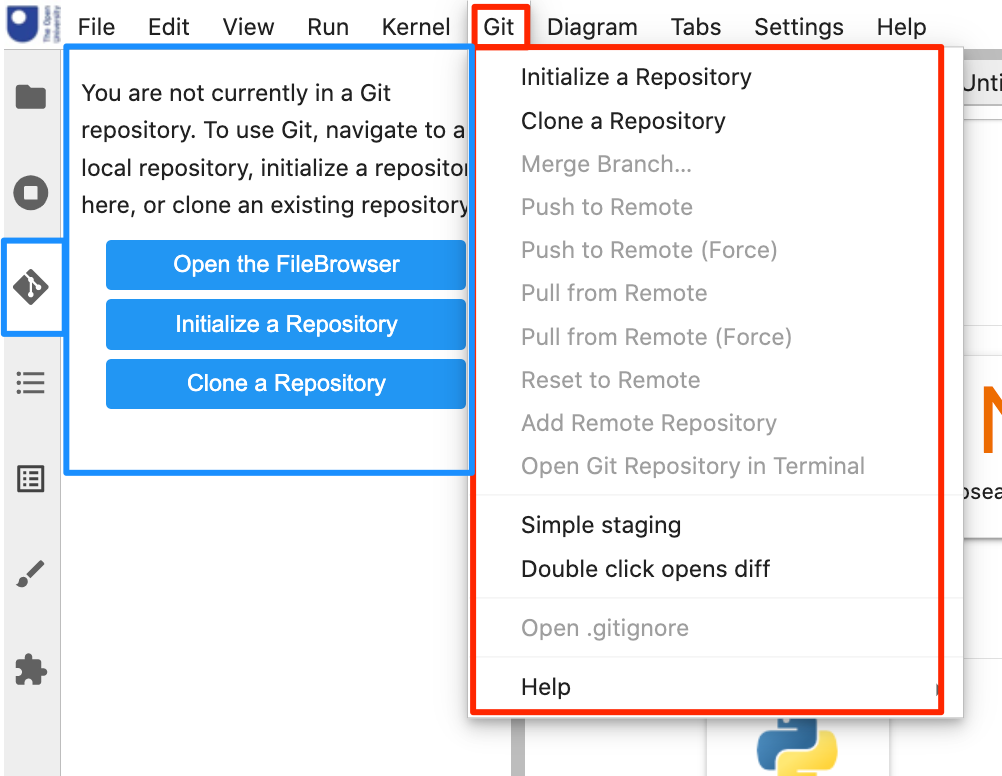 The Open University
File Edit View Run Kernel Git Diagram Tabs Settings Help
You are not currently in a Git
repository. To use Git, navigate to a
local repository, initialize a repositor
here, or clone an existing repository
Open the FileBrowser
Initialize a Repository
Clone a Repository
Initialize a Repository
Clone a Repository
Merge Branch...
Push to Remote
Push to Remote (Force)
Pull from Remote
Pull from Remote (Force)
Reset to Remote
Add Remote Repository
Open Git Repository in Terminal
Simple staging
Double click opens diff
Open .gitignore
Help
Unti
N
osea